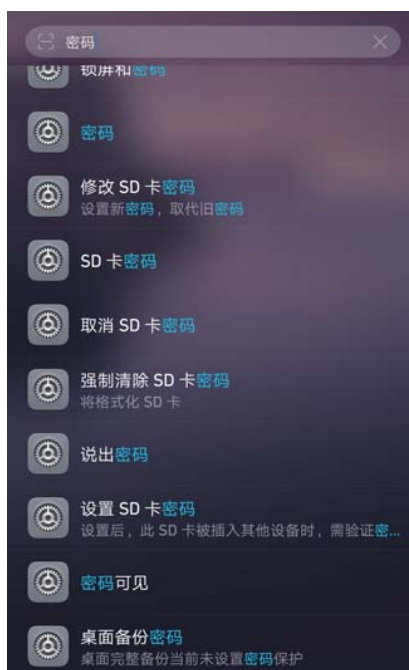 密码
锁屏和密码
密码
修改 SD 卡密码
设置新密码，取代旧密码
SD 卡密码
取消 SD 卡密码
强制清除 SD 卡密码
将格式化 SD 卡
说出密码
设置 SD 卡密码
设置后，此 SD 卡被插入其他设备时，需验证密...
密码可见
桌面备份密码
桌面完整备份当前未设置密码保护